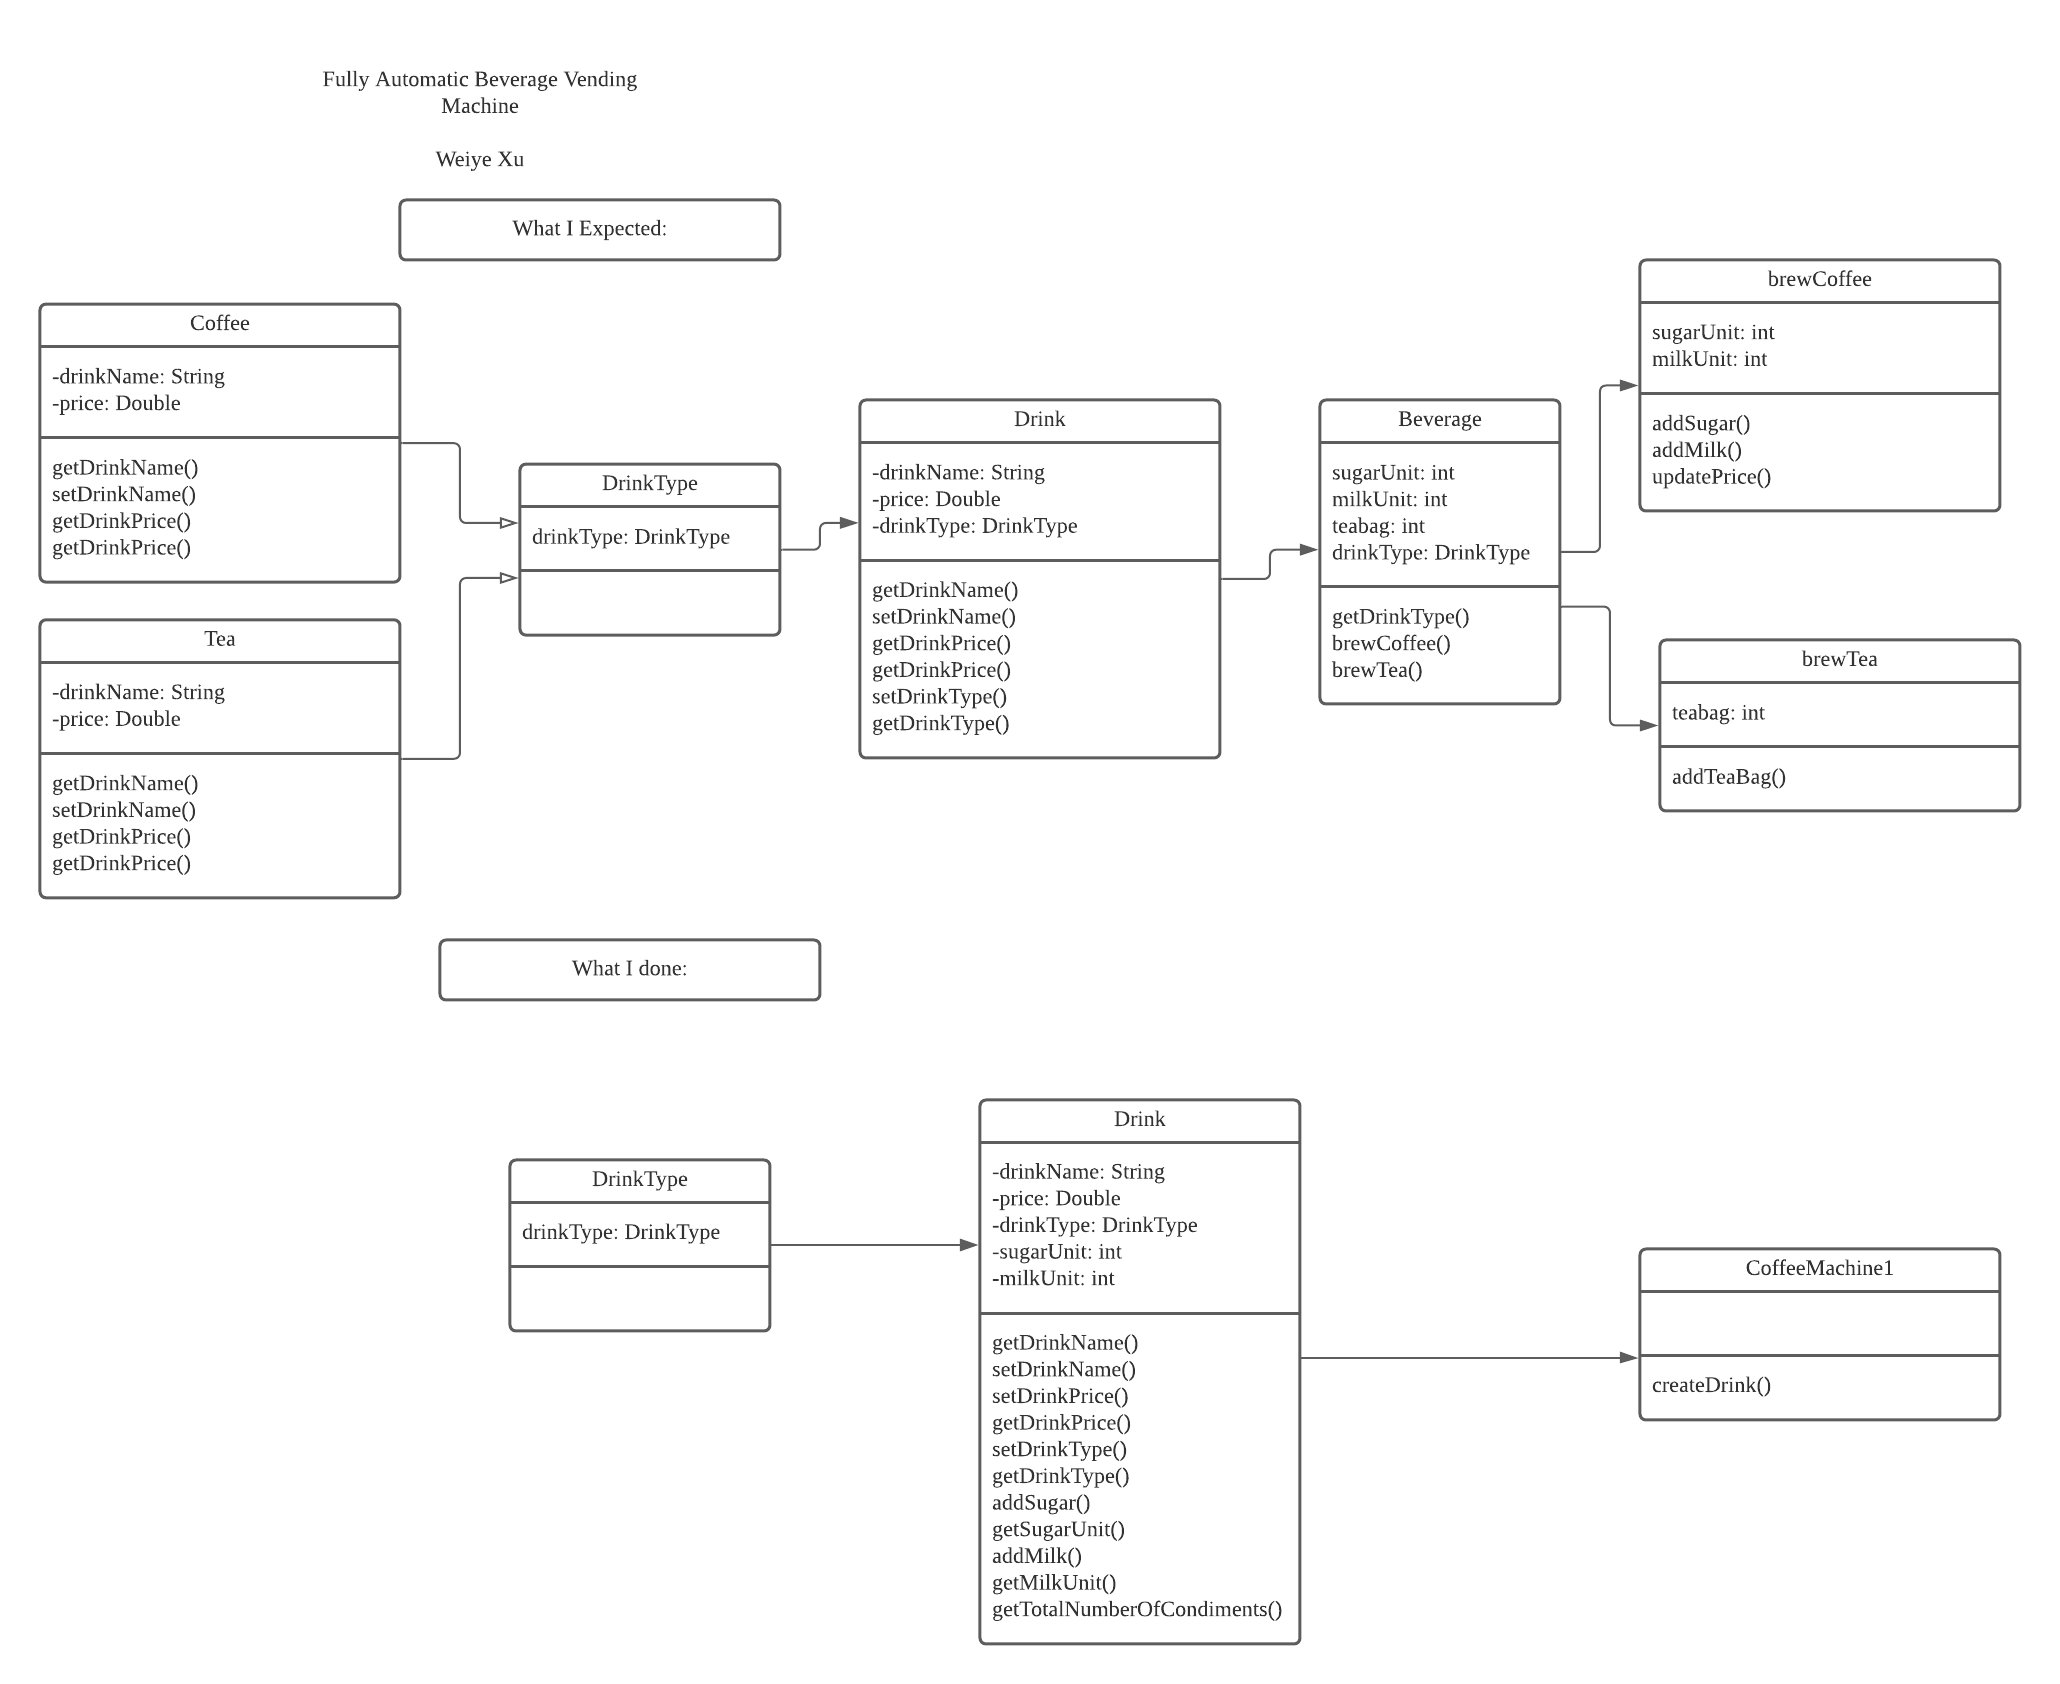 Fully Automatic Beverage Vending
Machine
Weiye Xu
What I Expected:
Coffee
-drinkName: String
-price: Double
getDrinkName()
setDrinkName()
getDrinkPrice()
getDrinkPrice()
Tea
-drinkName: String
-price: Double
getDrinkName()
setDrinkName()
getDrinkPrice()
getDrinkPrice()
DrinkType
drinkType: DrinkType
Drink
-drinkName: String
-price: Double
-drinkType: DrinkType
getDrinkName()
setDrinkName()
getDrinkPrice()
getDrinkPrice()
setDrinkType()
getDrinkType()
Beverage
sugarUnit: int
milkUnit: int
teabag: int
drinkType: DrinkType
getDrinkType()
brewCoffee()
brewTea()
brewCoffee
sugarUnit: int
milkUnit: int
addSugar()
addMilk()
updatePrice()
brewTea
teabag: int
addTeaBag()
What I done:
DrinkType
drinkType: DrinkType
Drink
-drinkName: String
-price: Double
-drinkType: DrinkType
-sugarUnit: int
-milkUnit: int
getDrinkName()
setDrinkName()
setDrinkPrice()
getDrinkPrice()
setDrinkType()
getDrinkType()
addSugar()
getSugarUnit()
addMilk()
getMilkUnit()
getTotalNumberOfCondiments()
CoffeeMachine1
createDrink()